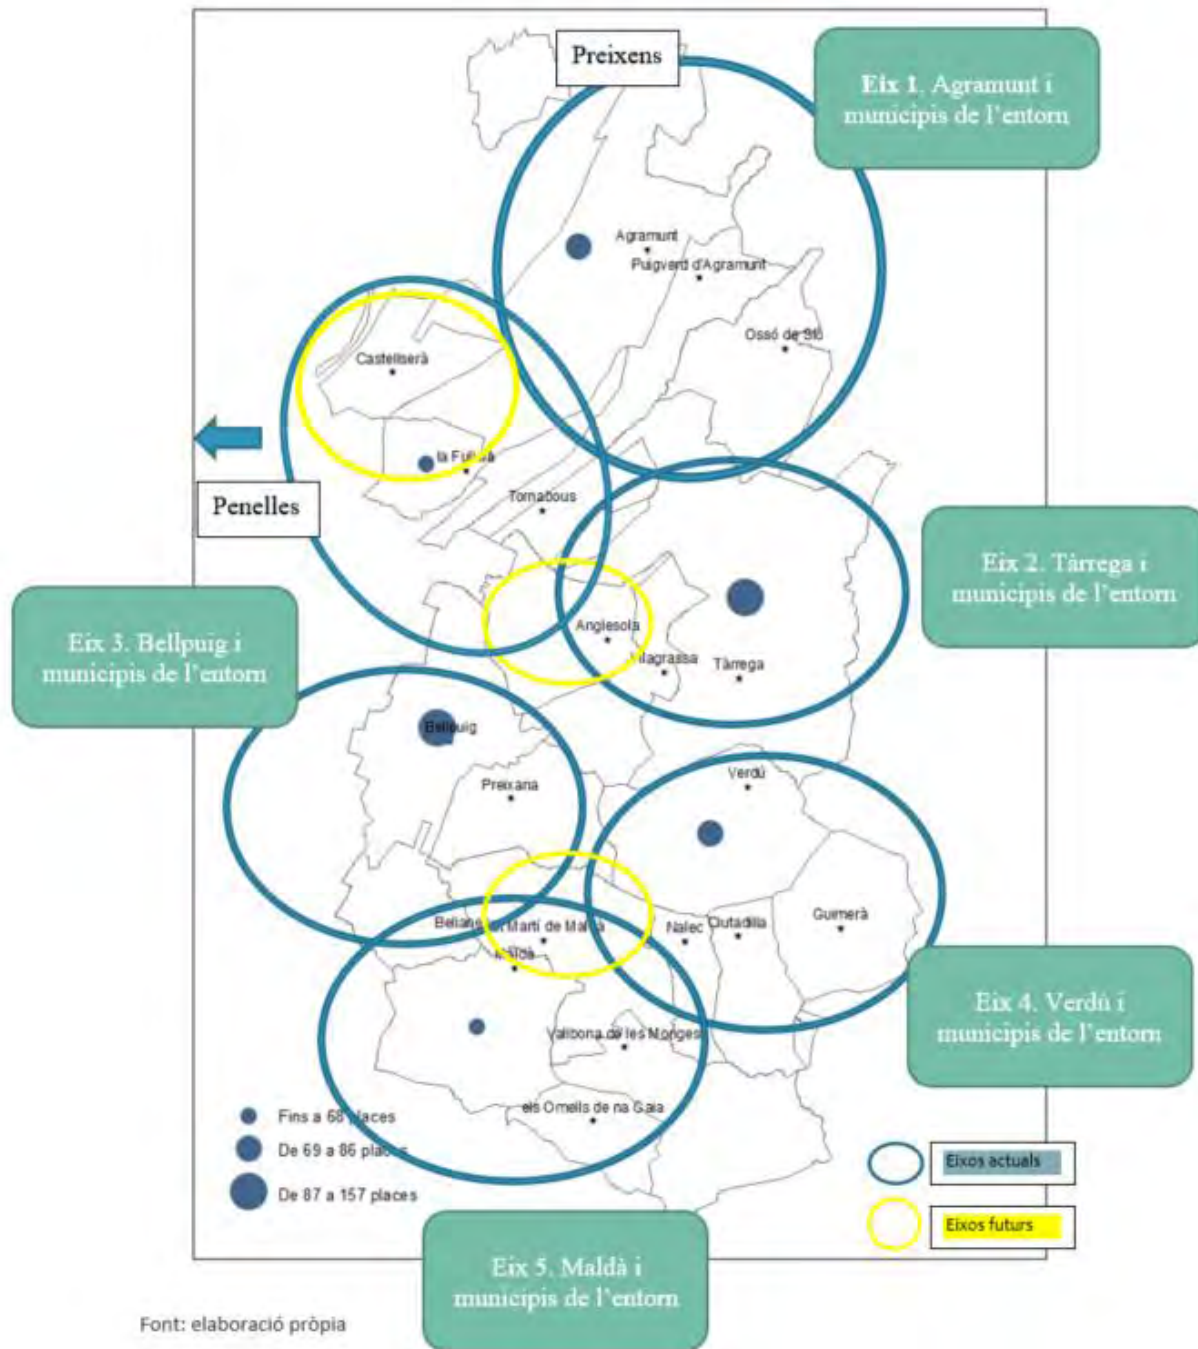 Preixens
Eix 1. Agramunt i
municipis de l'entorn
Agramunt
Puigverd d'Agramunt
Ossó de Sió
Castellserà
la Fuliola
Tornabous
Penelles
Eix 2. Tàrrega i
municipis de l'entorn
Anglesola
Vilagrassa
Tàrrega
Eix 3. Bellpuig i
municipis de l'entorn
Bellpuig
Preixana
Verdú
Guimerà
Ciutadilla
Nalec
Martí de Maldà
Maldà
Eix 4. Verdú i
municipis de l'entorn
Vallbona de les Monges
els Omells de na Gaia
Fins a 68 places
De 69 a 86 places
De 87 a 157 places
Eixos actuals
Eixos futurs
Eix 5. Maldà i
municipis de l'entorn
Font: elaboració pròpia